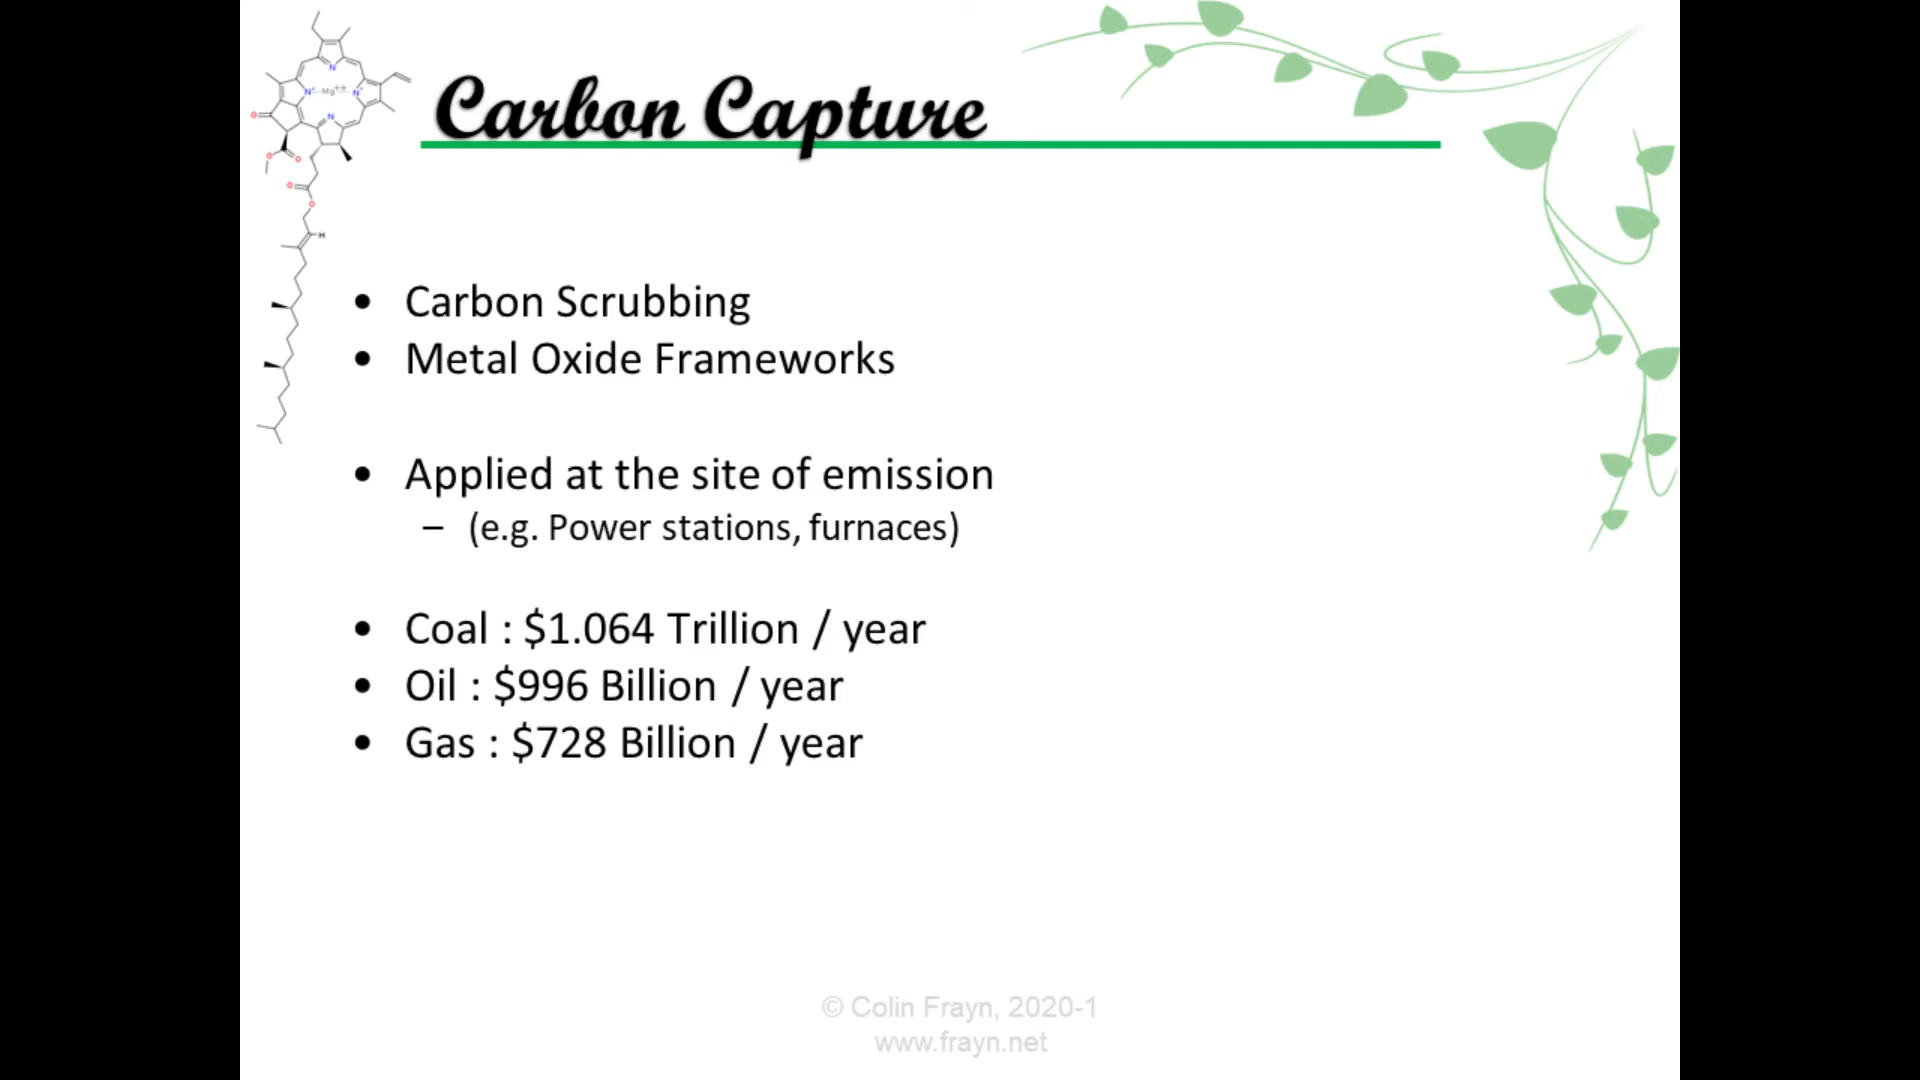 Carbon Capture
• Carbon Scrubbing
• Metal Oxide Frameworks
• Applied at the site of emission
– (e.g. Power stations, furnaces)
• Coal : $1.064 Trillion / year
• Oil : $996 Billion / year
• Gas : $728 Billion / year
© Colin Frayn, 2020-1
www.frayn.net